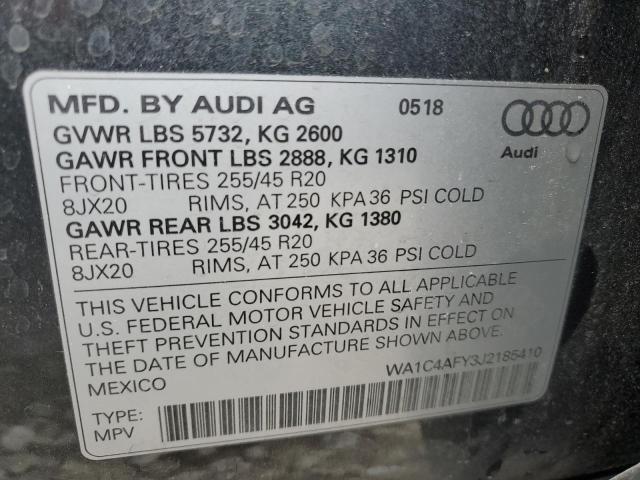 MFD. BY AUDI AG 0518
GVWR LBS 5732, KG 2600
GAWR FRONT LBS 2888, KG 1310
Audi
FRONT-TIRES 255/45 R20
8JX20 RIMS, AT 250 KPA 36 PSI COLD
GAWR REAR LBS 3042, KG 1380
REAR-TIRES 255/45 R20
8JX20 RIMS, AT 250 KPA 36 PSI COLD
THIS VEHICLE CONFORMS TO ALL APPLICABLE
U.S. FEDERAL MOTOR VEHICLE SAFETY AND
THEFT PREVENTION STANDARDS IN EFFECT ON
THE DATE OF MANUFACTURE SHOWN ABOVE.
MEXICO WA1C4AFY3J2185410
TYPE:
MPV